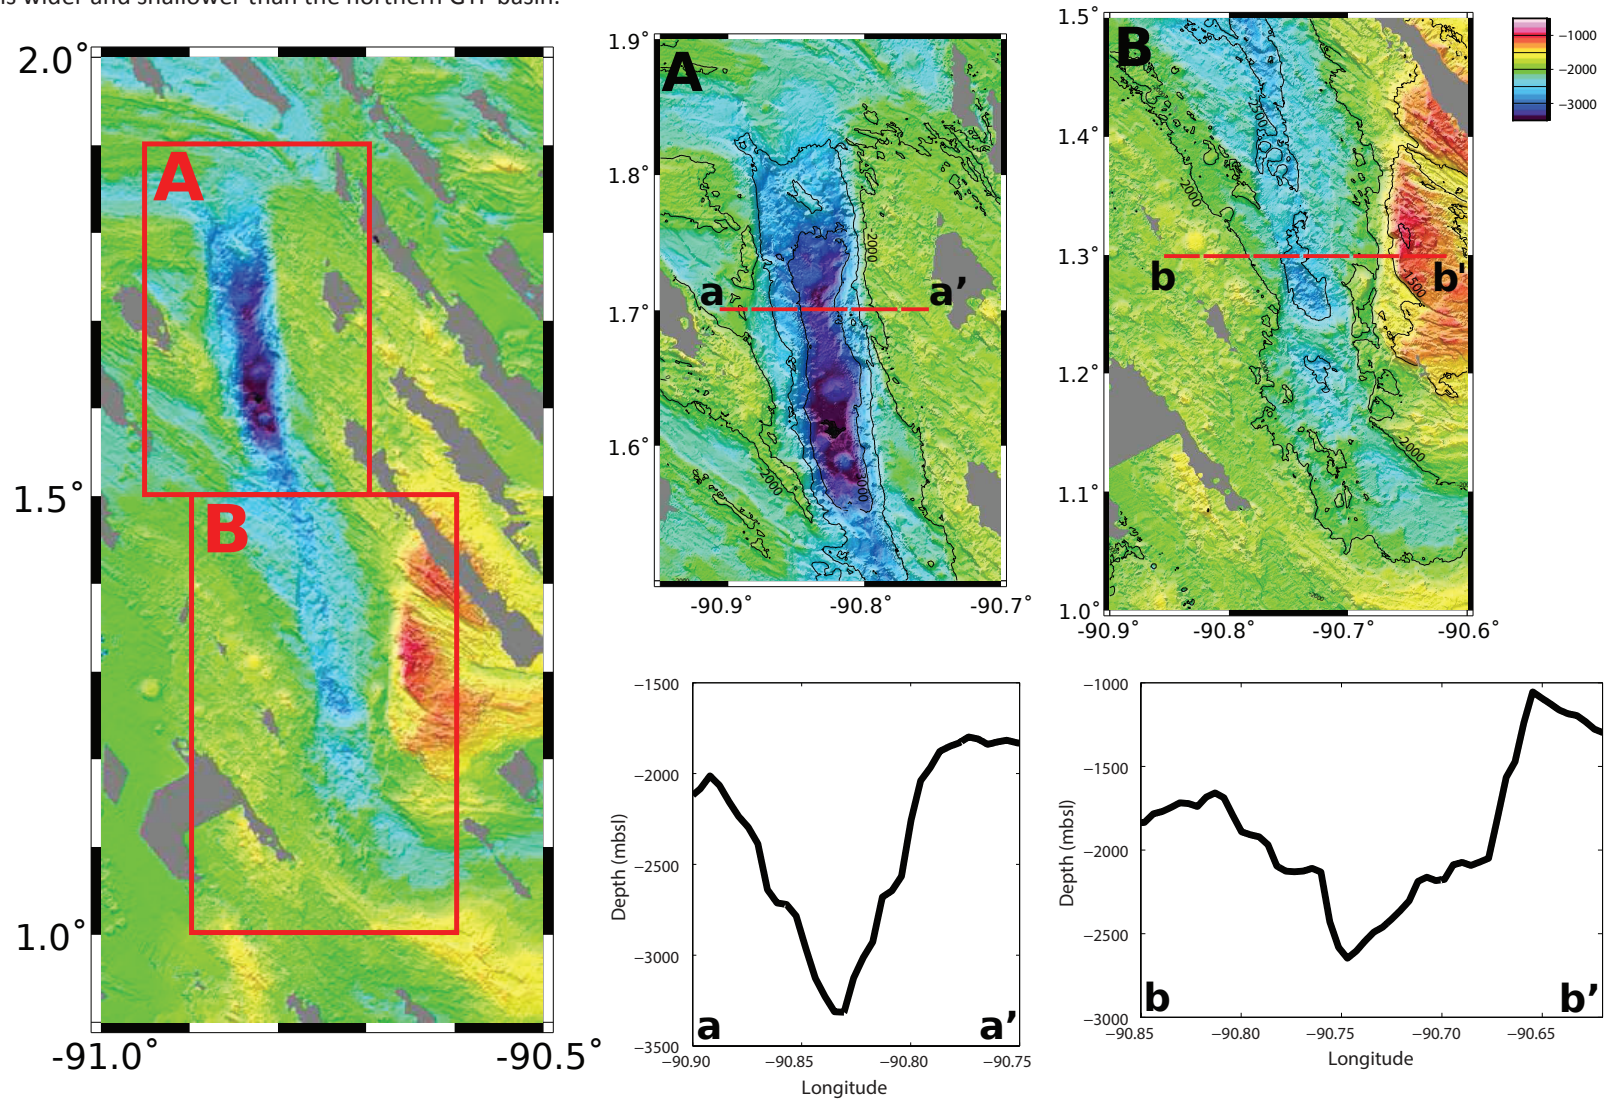 is wider and shallower than the northern GTF basin.
2.0°
1.5°
1.0°
-91.0°
-90.5°
A
B
A
1.9°
1.8°
1.7°
1.6°
-90.9°
-90.8°
-90.7°
a
a’
2000
2000
3000
B
1.5°
1.4°
1.3°
1.2°
1.1°
1.0°
-90.9°
-90.8°
-90.7°
-90.6°
b
b'
2000
1500
2000
−1000
−2000
−3000
−1500
−2000
−2500
−3000
−3500
Depth (mbsl)
a
a’
−90.90
−90.85
−90.80
−90.75
Longitude
−1000
−1500
−2000
−2500
−3000
Depth (mbsl)
b
b’
−90.85
−90.80
−90.75
−90.70
−90.65
Longitude